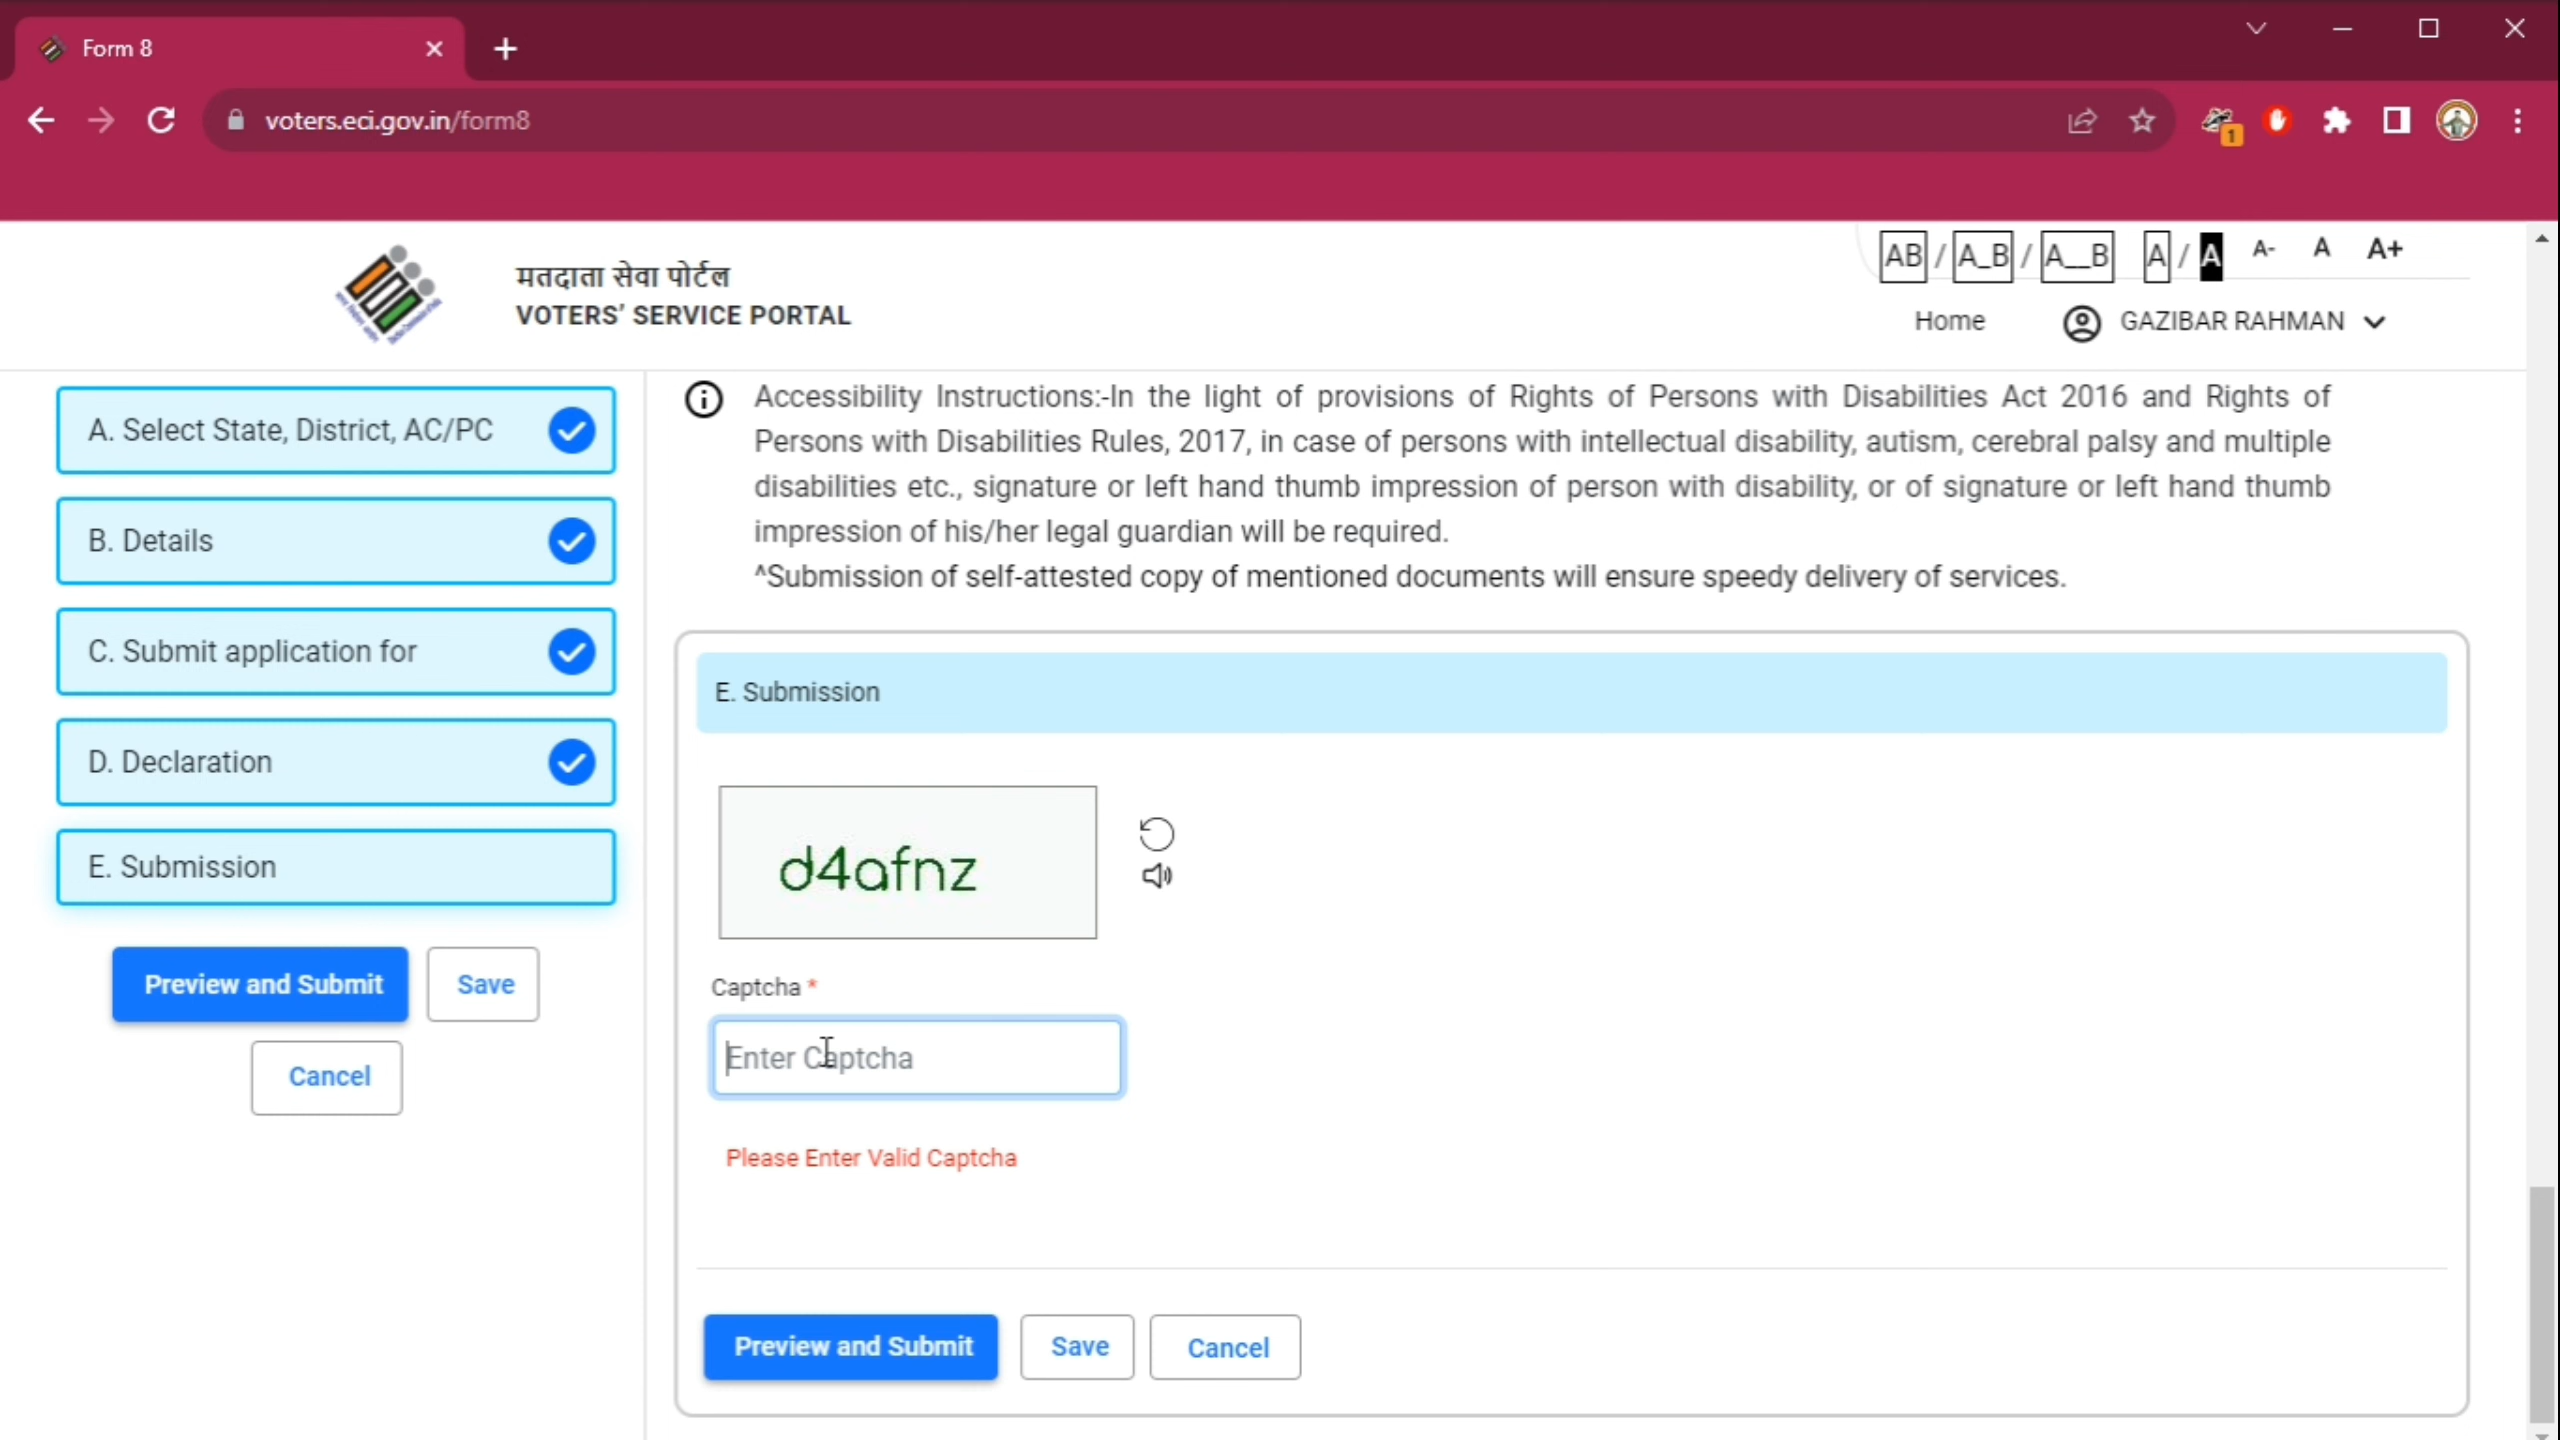 Form 8
voters.eci.gov.in/form8
1
मतदाता सेवा पोर्टल
VOTERS' SERVICE PORTAL
AB / A_B / A__B A / A A- A A+
Home GAZIBAR RAHMAN
A. Select State, District, AC/PC
B. Details
C. Submit application for
D. Declaration
E. Submission
Preview and Submit Save
Cancel
Accessibility Instructions:-In the light of provisions of Rights of Persons with Disabilities Act 2016 and Rights of
Persons with Disabilities Rules, 2017, in case of persons with intellectual disability, autism, cerebral palsy and multiple
disabilities etc., signature or left hand thumb impression of person with disability, or of signature or left hand thumb
impression of his/her legal guardian will be required.
^Submission of self-attested copy of mentioned documents will ensure speedy delivery of services.
E. Submission
d4afnz
Captcha *
Enter Captcha
Please Enter Valid Captcha
Preview and Submit Save Cancel